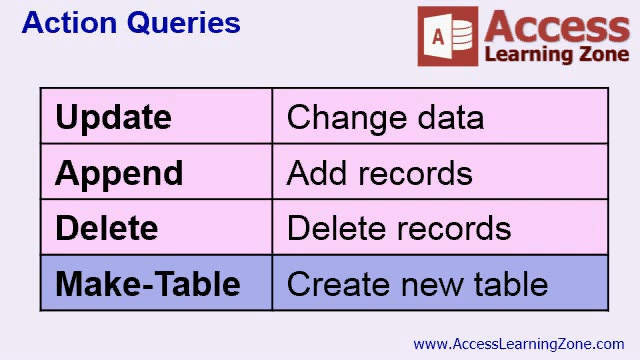 Action Queries
A
Access
Learning Zone
Update Change data
Append Add records
Delete Delete records
Make-Table Create new table
www.AccessLearningZone.com